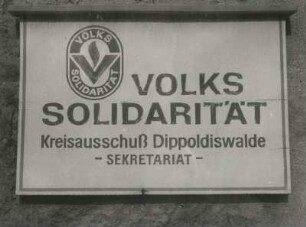 VOLKS
SOLIDARITÄT
VOLKS
SOLIDARITÄT
Kreisausschuß Dippoldiswalde
- SEKRETARIAT -